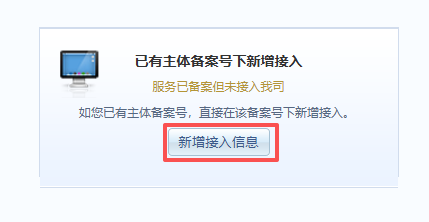 已有主体备案号下新增接入
服务已备案但未接入我司
如您已有主体备案号，直接在该备案号下新增接入。
新增接入信息